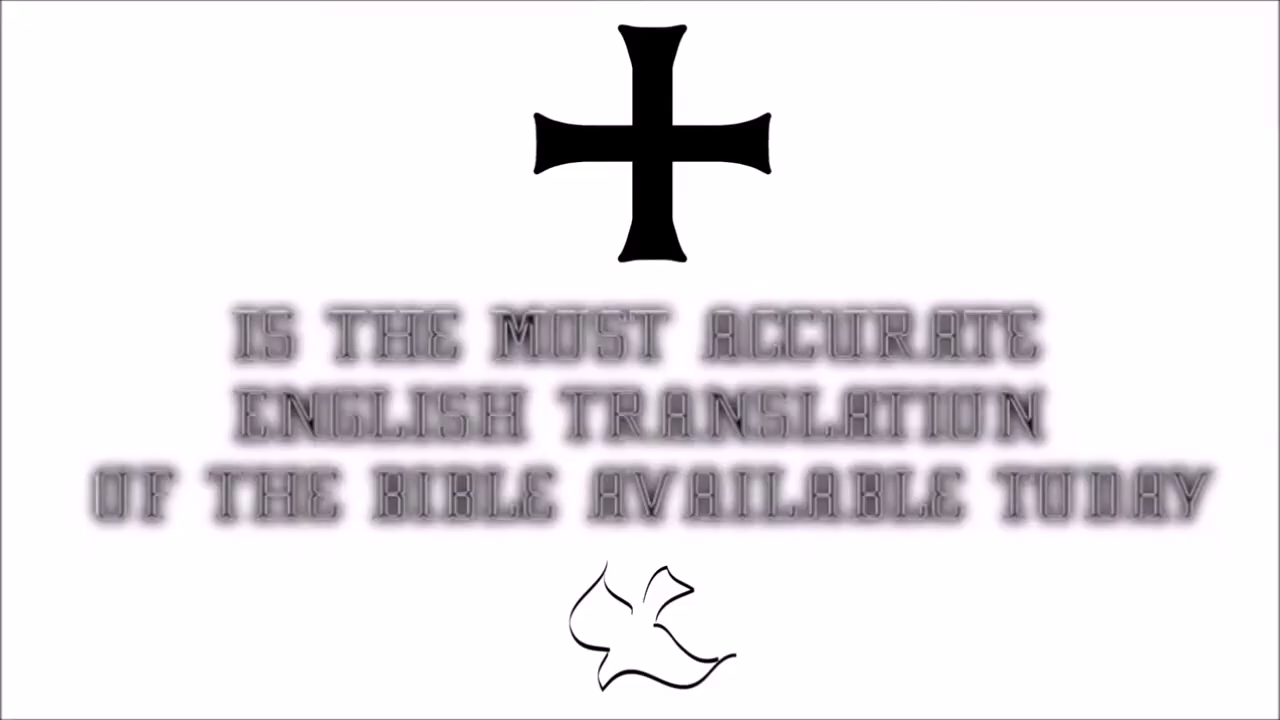 IS THE MOST ACCURATE
ENGLISH TRANSLATION
OF THE BIBLE AVAILABLE TODAY